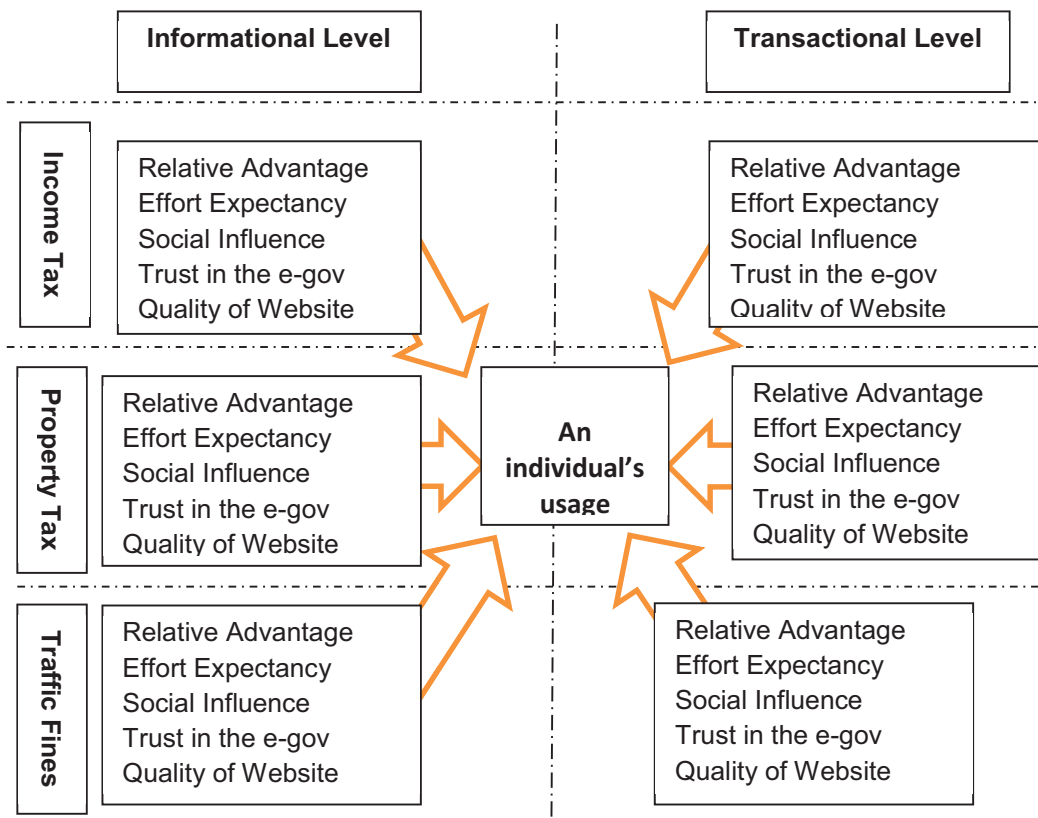 Informational Level
Transactional Level
Income Tax
Relative Advantage
Effort Expectancy
Social Influence
Trust in the e-gov
Quality of Website
Relative Advantage
Effort Expectancy
Social Influence
Trust in the e-gov
Quality of Website
Property Tax
Relative Advantage
Effort Expectancy
Social Influence
Trust in the e-gov
Quality of Website
An
individual’s
usage
Relative Advantage
Effort Expectancy
Social Influence
Trust in the e-gov
Quality of Website
Traffic Fines
Relative Advantage
Effort Expectancy
Social Influence
Trust in the e-gov
Quality of Website
Relative Advantage
Effort Expectancy
Social Influence
Trust in the e-gov
Quality of Website